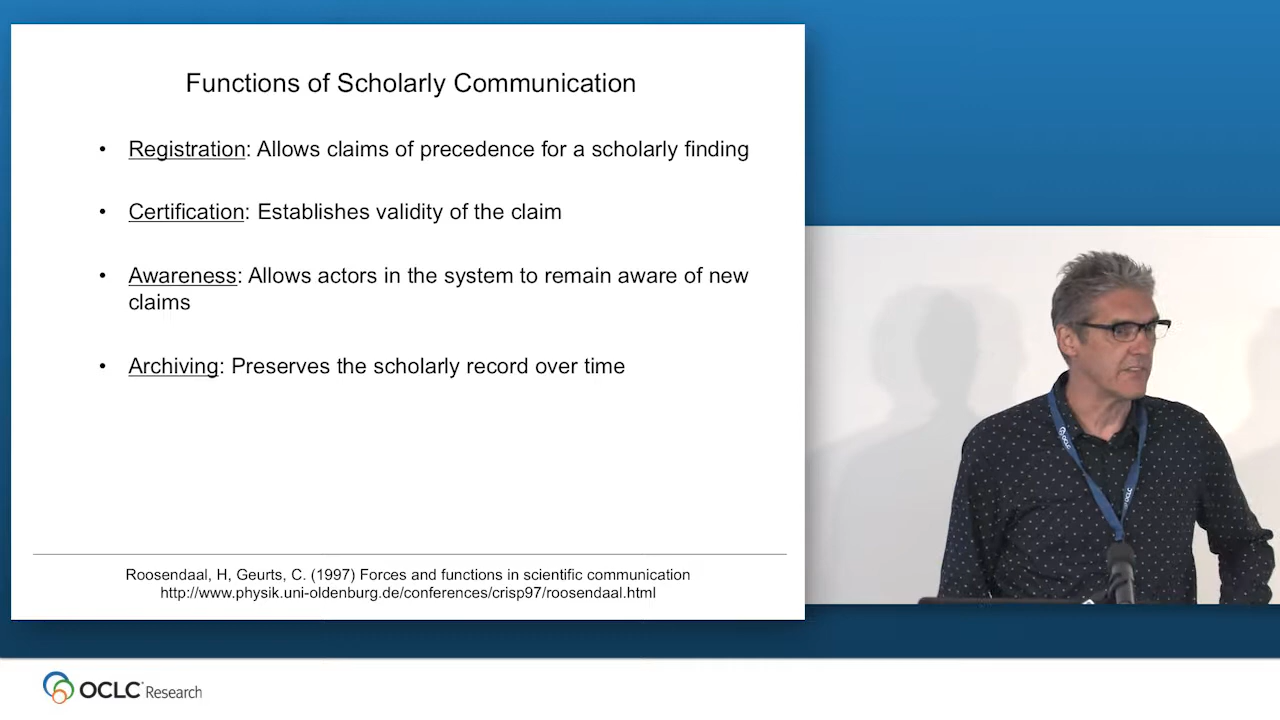 Functions of Scholarly Communication
• Registration: Allows claims of precedence for a scholarly finding
• Certification: Establishes validity of the claim
• Awareness: Allows actors in the system to remain aware of new
claims
• Archiving: Preserves the scholarly record over time
Roosendaal, H, Geurts, C. (1997) Forces and functions in scientific communication
http://www.physik.uni-oldenburg.de/conferences/crisp97/roosendaal.html
OCLC
OCLC
OCLC Research